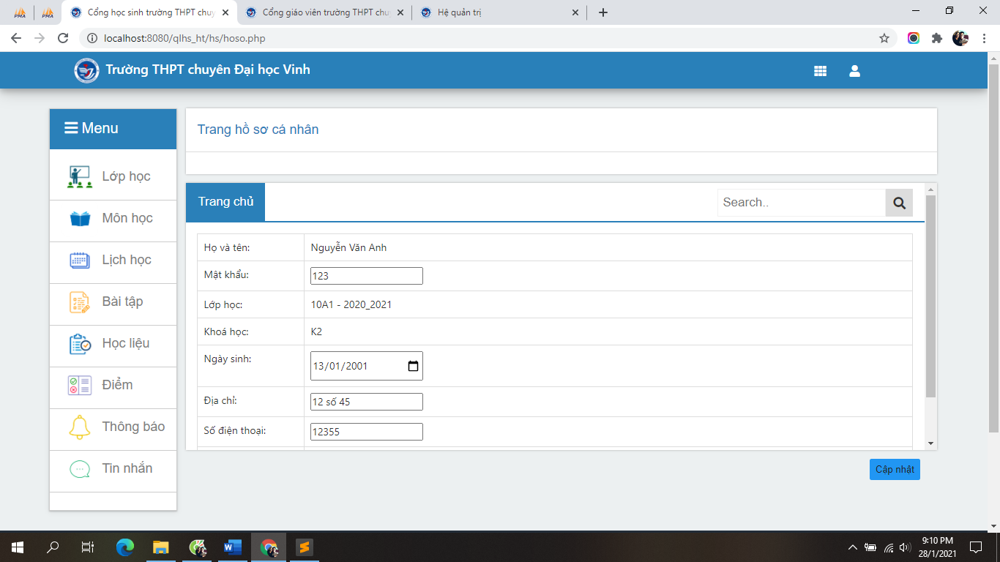 PMA
PMA
Cổng học sinh trường THPT chuy
Cổng giáo viên trường THPT chu
Hệ quản trị
localhost:8080/qlhs_ht/hs/hoso.php
Trường THPT chuyên Đại học Vinh
Menu
Lớp học
Môn học
Lịch học
Bài tập
Học liệu
Điểm
Thông báo
Tin nhắn
Trang hồ sơ cá nhân
Trang chủ
Search..
Họ và tên: Nguyễn Văn Anh
Mật khẩu: 123
Lớp học: 10A1 - 2020_2021
Khoá học: K2
Ngày sinh: 13/01/2001
Địa chỉ: 12 số 45
Số điện thoại: 12355
Cập nhật
9:10 PM
28/1/2021